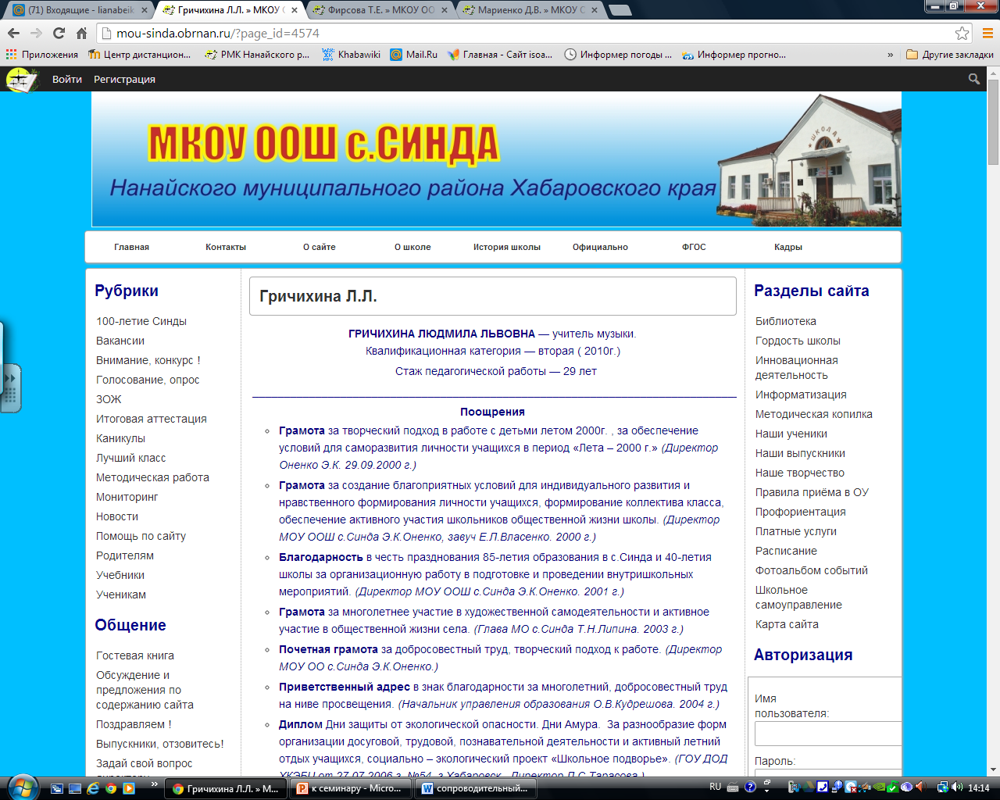 (71) Входящие - lianabeik
Гричихина Л.Л. » МКОУ О
Фирсова Т.Е. » МКОУ ОО
Мариенко Д.В. » МКОУ О
mou-sinda.obrnan.ru/?page_id=4574
Приложения
Центр дистанцион...
РМК Нанайского р...
Khabawiki
Mail.Ru
Главная - Сайт isoa...
Информер погоды ...
Информер прогно...
»
Другие закладки
Войти
Регистрация
ШКОЛА
МКОУ ООШ с.СИНДА
Нанайского муниципального района Хабаровского края
Главная
Контакты
О сайте
О школе
История школы
Официально
ФГОС
Кадры
Рубрики
100-летие Синды
Вакансии
Внимание, конкурс !
Голосование, опрос
ЗОЖ
Итоговая аттестация
Каникулы
Лучший класс
Методическая работа
Мониторинг
Новости
Помощь по сайту
Родителям
Учебники
Ученикам
Общение
Гостевая книга
Обсуждение и
предложения по
содержанию сайта
Поздравляем !
Выпускники, отзовитесь!
Задай свой вопрос
директору
Гричихина Л.Л.
ГРИЧИХИНА ЛЮДМИЛА ЛЬВОВНА — учитель музыки.
Квалификационная категория — вторая ( 2010г.)
Стаж педагогической работы — 29 лет
Поощрения
Грамота за творческий подход в работе с детьми летом 2000г. , за обеспечение
условий для саморазвития личности учащихся в период «Лета – 2000 г.» (Директор
Оненко Э.К. 29.09.2000 г.)
Грамота за создание благоприятных условий для индивидуального развития и
нравственного формирования личности учащихся, формирование коллектива класса,
обеспечение активного участия школьников общественной жизни школы. (Директор
МОУ ООШ с.Синда Э.К.Оненко, завуч Е.Л.Власенко. 2000 г.)
Благодарность в честь празднования 85-летия образования в с.Синда и 40-летия
школы за организационную работу в подготовке и проведении внутришкольных
мероприятий. (Директор МОУ ООШ с.Синда Э.К.Оненко. 2001 г.)
Грамота за многолетнее участие в художественной самодеятельности и активное
участие в общественной жизни села. (Глава МО с.Синда Т.Н.Липина. 2003 г.)
Почетная грамота за добросовестный труд, творческий подход к работе. (Директор
МОУ ОО с.Синда Э.К.Оненко.)
Приветственный адрес в знак благодарности за многолетний, добросовестный труд
на ниве просвещения. (Начальник управления образования О.В.Кудрешова. 2004 г.)
Диплом Дни защиты от экологической опасности. Дни Амура. За разнообразие форм
организации досуговой, трудовой, познавательной деятельности и активный летний
отдых учащихся, социально – экологический проект «Школьное подворье». (ГОУ ДОД
ХКЭБЦ от 27.07.2006 г. №54, г.Хабаровск , Директор Л.С.Тарасова.)
Разделы сайта
Библиотека
Гордость школы
Инновационная
деятельность
Информатизация
Методическая копилка
Наши ученики
Наши выпускники
Наше творчество
Правила приёма в ОУ
Профориентация
Платные услуги
Расписание
Фотоальбом событий
Школьное
самоуправление
Карта сайта
Авторизация
Имя
пользователя:
Пароль:
»
Гричихина Л.Л. » М...
к семинару - Micro...
сопроводительный...
RU
14:14